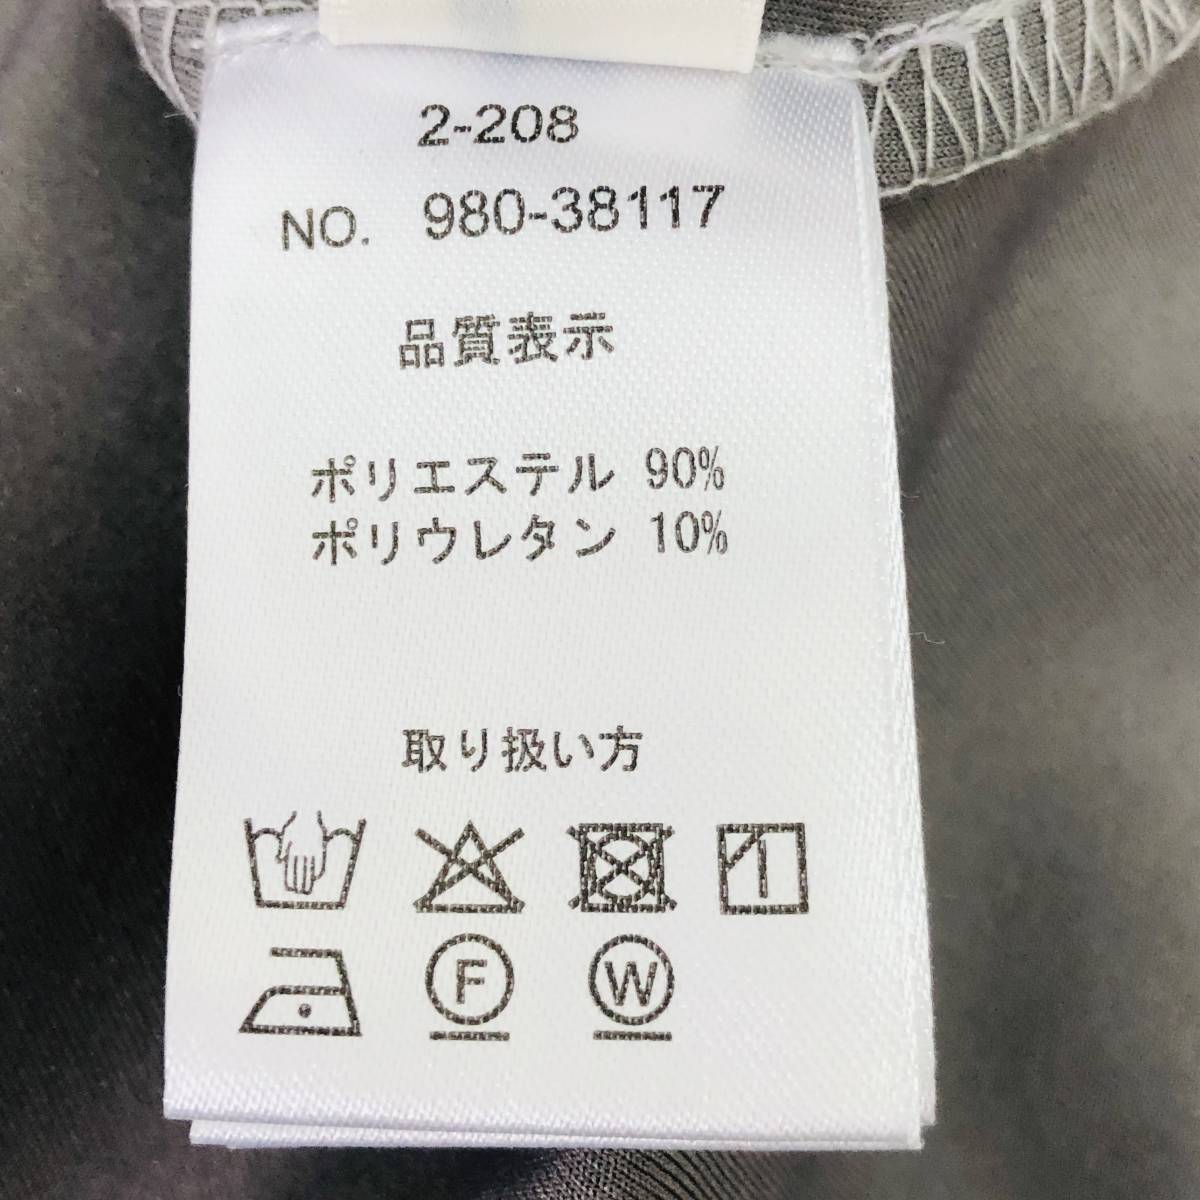 2-208
NO. 980-38117
品質表示
ポリエステル 90%
ポリウレタン 10%
取り扱い方
F W